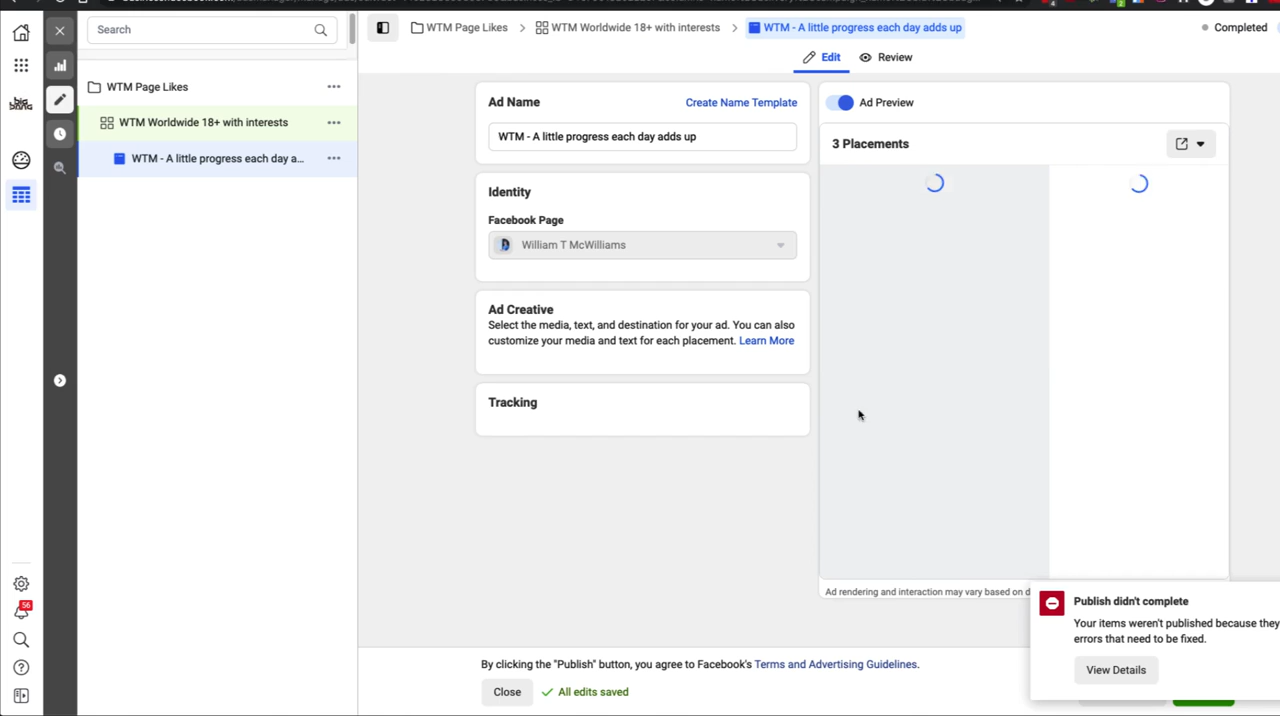 Search
WTM Page Likes
WTM Worldwide 18+ with interests
WTM - A little progress each day adds up
Completed
Edit
Review
WTM Page Likes
WTM Worldwide 18+ with interests
WTM - A little progress each day a...
Ad Name
Create Name Template
WTM - A little progress each day adds up
Identity
Facebook Page
William T McWilliams
Ad Creative
Select the media, text, and destination for your ad. You can also
customize your media and text for each placement. Learn More
Tracking
Ad Preview
3 Placements
Ad rendering and interaction may vary based on d
Publish didn't complete
Your items weren't published because they
errors that need to be fixed.
View Details
By clicking the "Publish" button, you agree to Facebook's Terms and Advertising Guidelines.
Close
All edits saved
big
bang
56